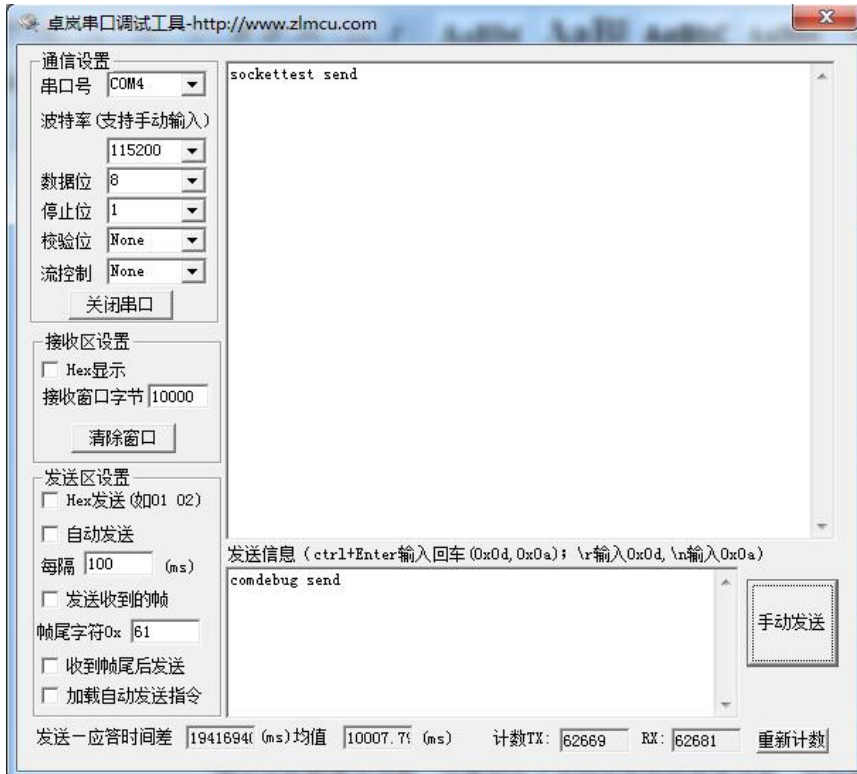 卓岚串口调试工具-http://www.zlmcu.com
通信设置
串口号 COM4
波特率(支持手动输入)
115200
数据位 8
停止位 1
校验位 None
流控制 None
关闭串口
接收区设置
Hex显示
接收窗口字节 10000
清除窗口
发送区设置
Hex发送(如01 02)
自动发送
每隔 100 (ms)
发送收到的帧
帧尾字符0x 61
收到帧尾后发送
加载自动发送指令
sockettest send
发送信息(ctrl+Enter输入回车(0x0d,0x0a); \r输入0x0d,\n输入0x0a)
comdebug send
手动发送
发送一应答时间差 1941694 (ms)均值 10007.79 (ms) 计数TX: 62669 RX: 62681 重新计数